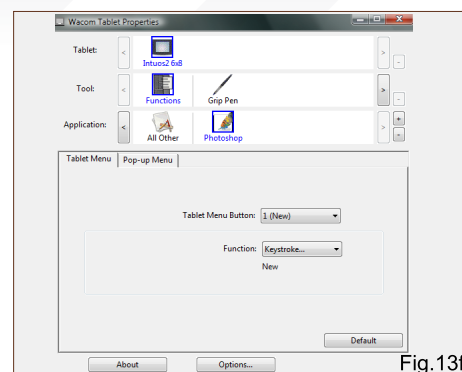 Wacom Tablet Properties
Tablet:
Intuos2 6x8
Tool:
Functions
Grip Pen
Application:
All Other
Photoshop
Tablet Menu
Pop-up Menu
Tablet Menu Button: 1 (New)
Function: Keystroke...
New
Default
About
Options...
Fig.13f